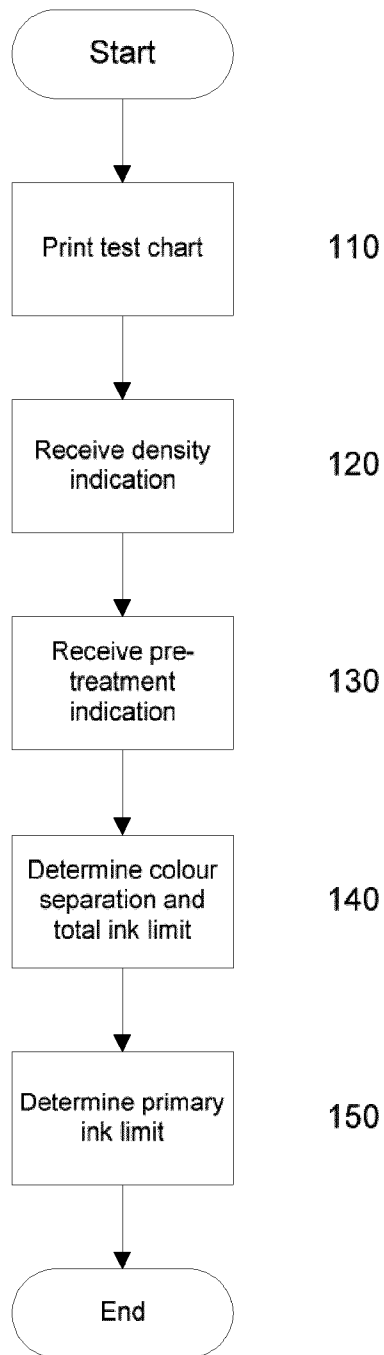 Start
Print test chart
110
Receive density
indication
120
Receive pre-
treatment
indication
130
Determine colour
separation and
total ink limit
140
Determine primary
ink limit
150
End